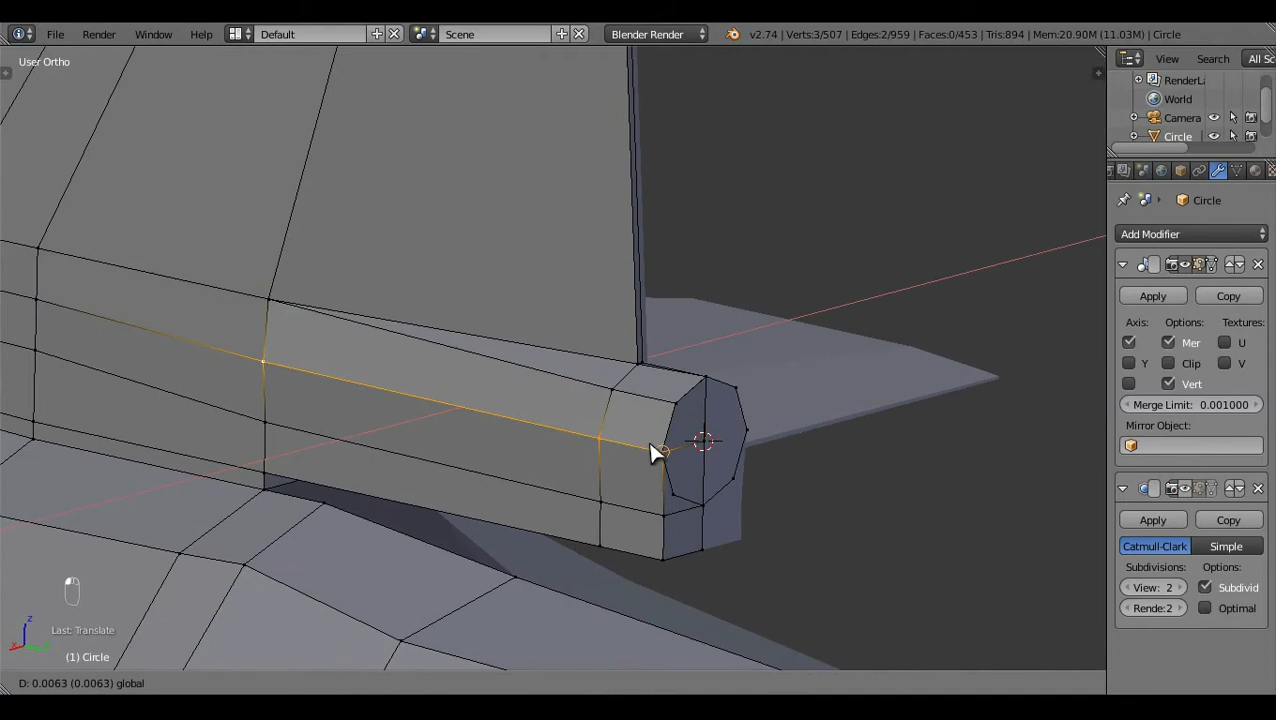 File Render Window Help Default Scene Blender Render v2.74 | Verts:3/507 | Edges:2/959 | Faces:0/453 | Tris:894 | Mem:20.90M (11.03M) | Circle
User Ortho
View Search All Sc
RenderLa
World
Camera
Circle
Circle
Add Modifier
Apply Copy
Axis: Options: Textures:
X Mer U
Y Clip V
Vert
Merge Limit: 0.001000
Mirror Object:
Apply Copy
Catmull-Clark Simple
Subdivisions: Options:
View: 2 Subdivid
Rende:2 Optimal
Last: Translate
z
x y
(1) Circle
D: 0.0063 (0.0063) global